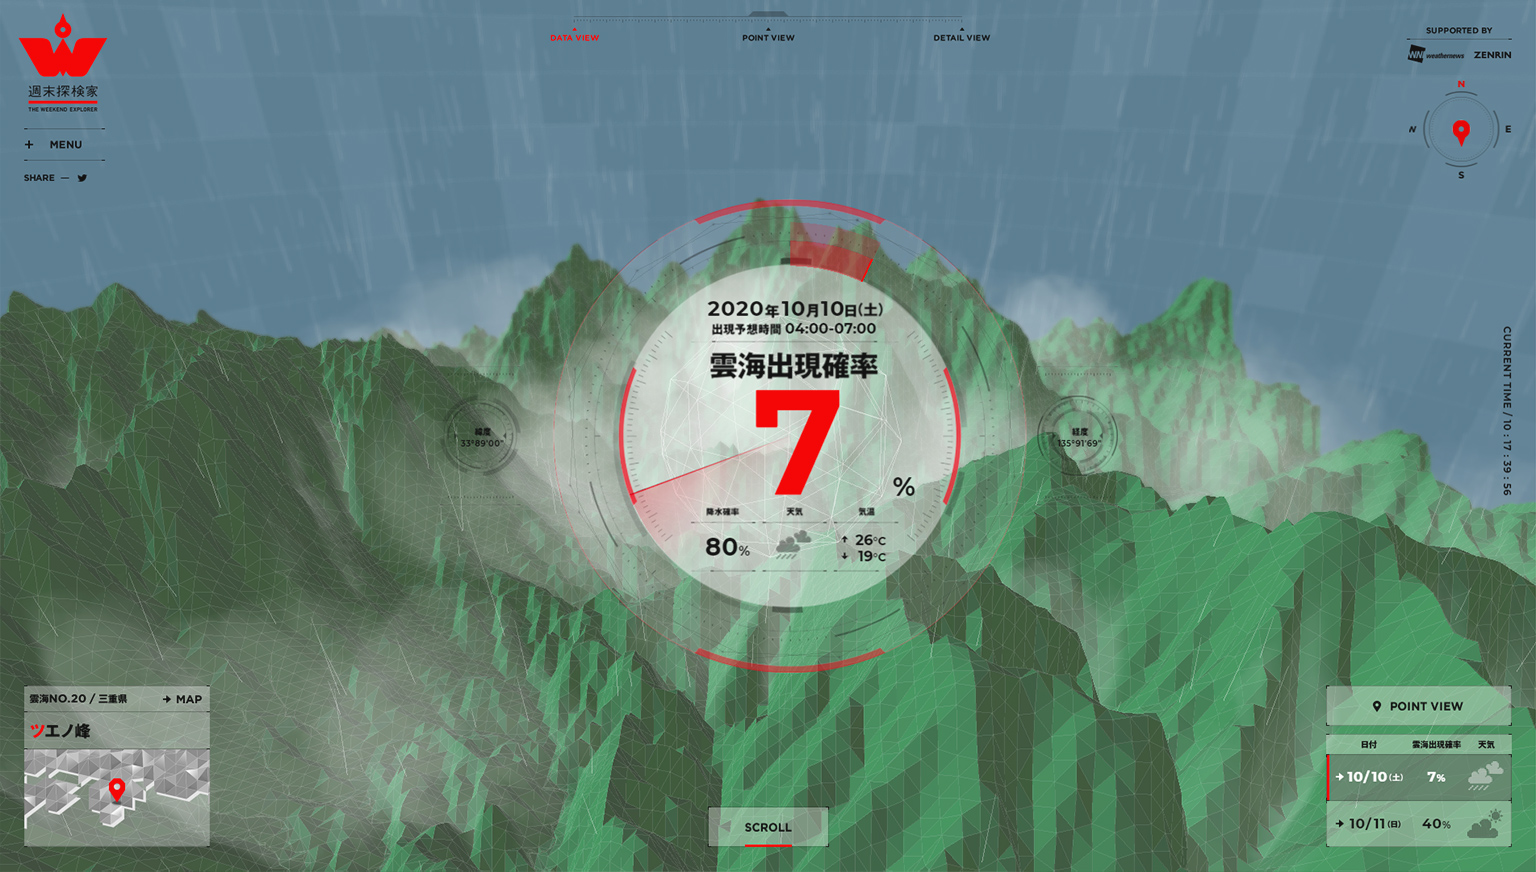 週末探検家
THE WEEKEND EXPLORER
+ MENU
SHARE —
DATA VIEW
POINT VIEW
DETAIL VIEW
SUPPORTED BY
WNI weathernews ZENRIN
N
N
E
S
CURRENT TIME / 10 : 17 : 39 : 56
2020年10月10日(土)
出現予想時間 04:00-07:00
雲海出現確率
7
%
降水確率 天気 気温
80%
↑ 26°C
↓ 19°C
緯度
33°89'00"
経度
135°91'69"
雲海NO.20 / 三重県 → MAP
ツエノ峰
SCROLL
POINT VIEW
日付 雲海出現確率 天気
→ 10/10(土) 7%
→ 10/11(日) 40%